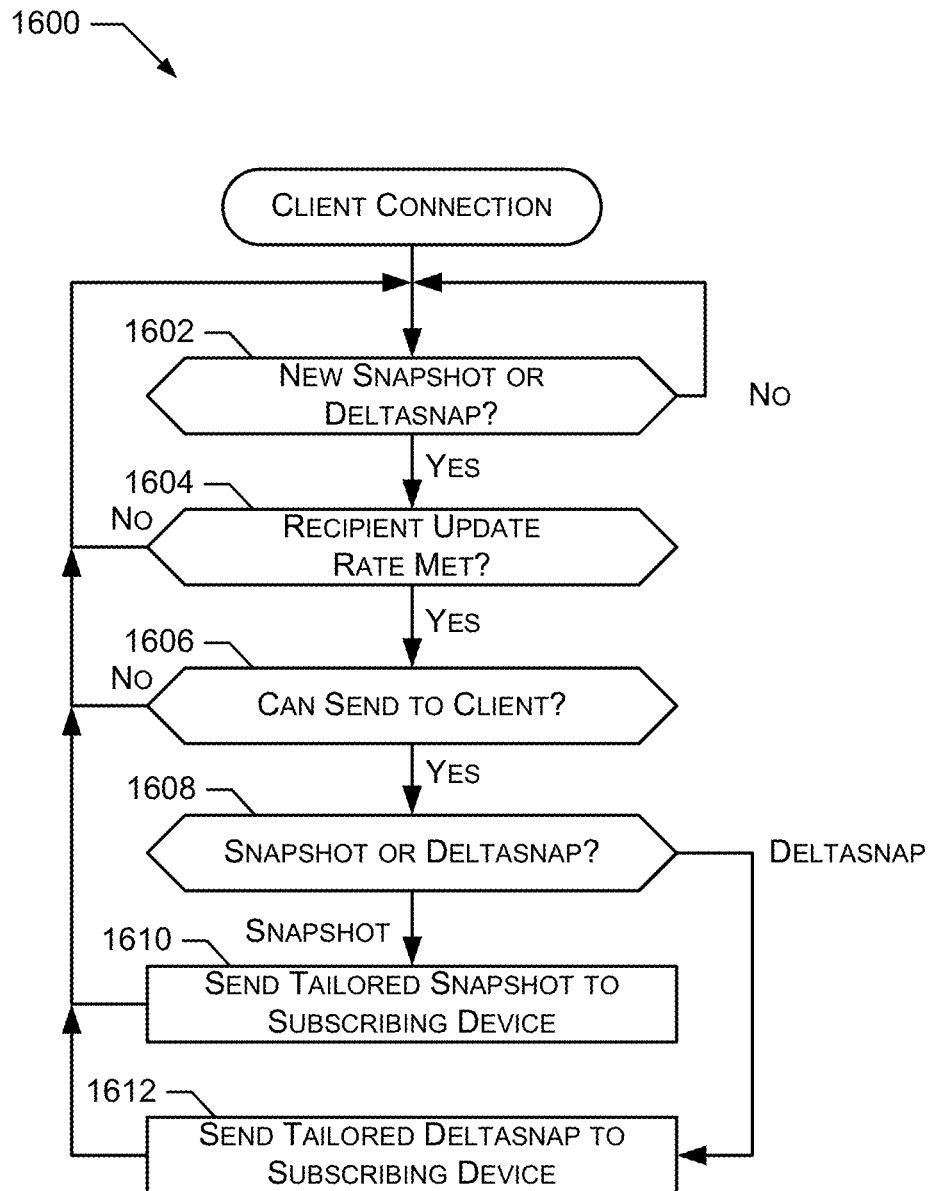 1600
CLIENT CONNECTION
1602
NEW SNAPSHOT OR
DELTASNAP?
NO
YES
1604
NO
RECIPIENT UPDATE
RATE MET?
YES
1606
NO
CAN SEND TO CLIENT?
YES
1608
SNAPSHOT OR DELTASNAP?
DELTASNAP
SNAPSHOT
1610
SEND TAILORED SNAPSHOT TO
SUBSCRIBING DEVICE
1612
SEND TAILORED DELTASNAP TO
SUBSCRIBING DEVICE